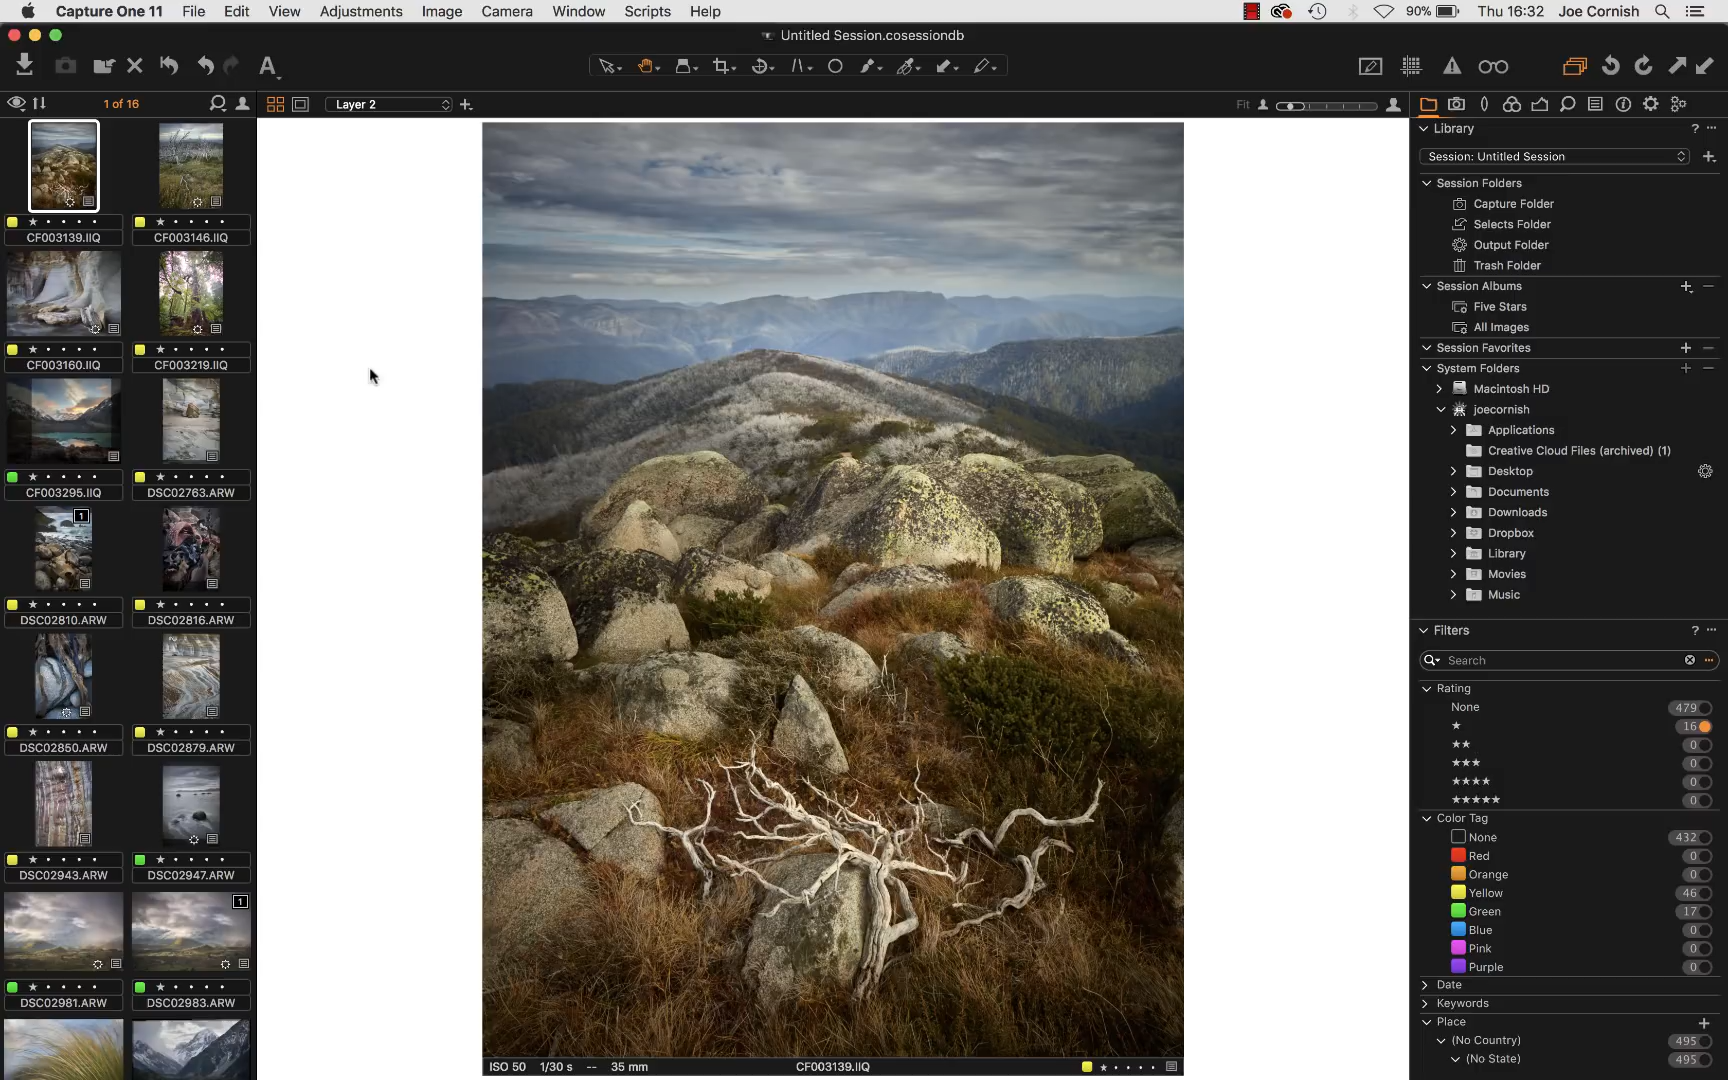 Capture One 11 File Edit View Adjustments Image Camera Window Scripts Help 90% Thu 16:32 Joe Cornish
Untitled Session.cosessiondb
A
1 of 16 Layer 2 Fit
CF003139.IIQ CF003146.IIQ
CF003160.IIQ CF003219.IIQ
CF003295.IIQ DSC02763.ARW
1
DSC02810.ARW DSC02816.ARW
DSC02850.ARW DSC02879.ARW
DSC02943.ARW DSC02947.ARW
1
DSC02981.ARW DSC02983.ARW
ISO 50 1/30 s -- 35 mm CF003139.IIQ
Library ? ...
Session: Untitled Session
Session Folders
Capture Folder
Selects Folder
Output Folder
Trash Folder
Session Albums
Five Stars
All Images
Session Favorites
System Folders
Macintosh HD
joecornish
Applications
Creative Cloud Files (archived) (1)
Desktop
Documents
Downloads
Dropbox
Library
Movies
Music
Filters ? ...
Search
Rating
None 479
★ 16
★★ 0
★★★ 0
★★★★ 0
★★★★★ 0
Color Tag
None 432
Red 0
Orange 0
Yellow 46
Green 17
Blue 0
Pink 0
Purple 0
Date
Keywords
Place
(No Country) 495
(No State) 495